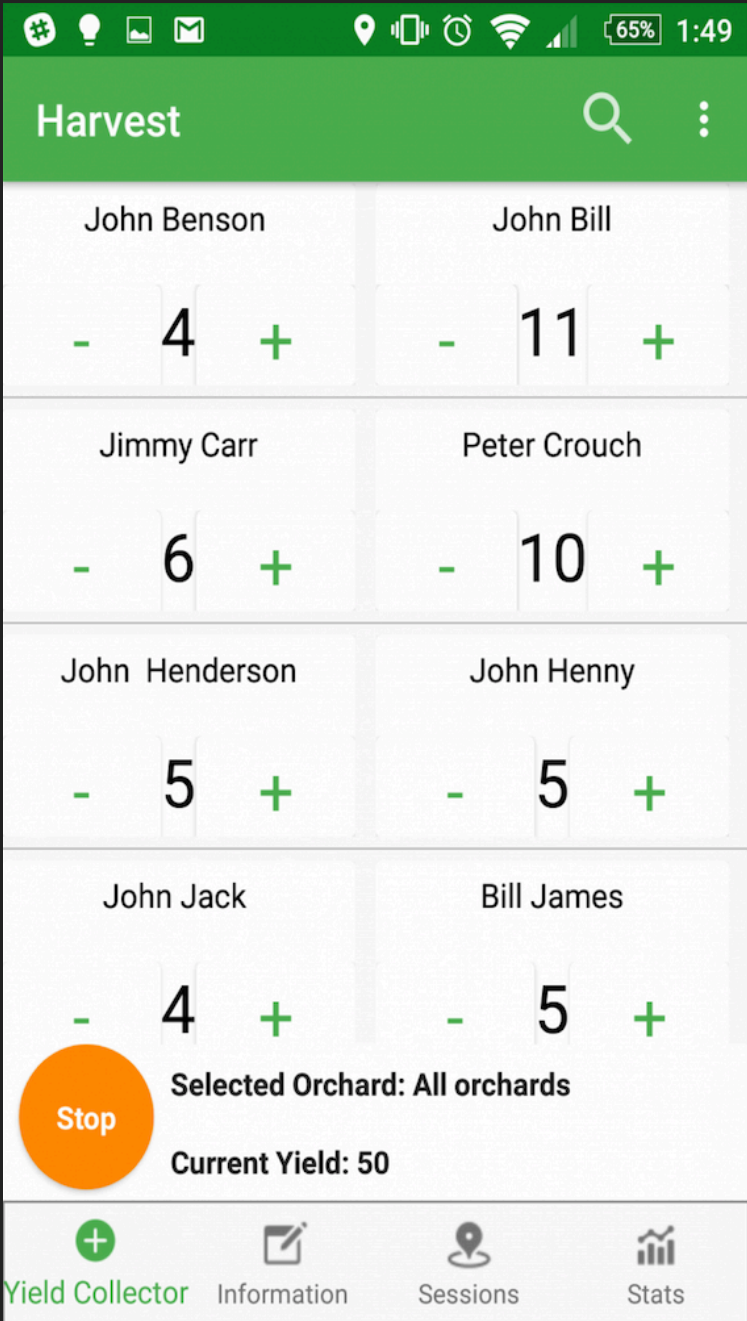 65% 1:49
Harvest
John Benson John Bill
- 4 + - 11 +
Jimmy Carr Peter Crouch
- 6 + - 10 +
John  Henderson John Henny
- 5 + - 5 +
John Jack Bill James
- 4 + - 5 +
Selected Orchard: All orchards
Stop
Current Yield: 50
Yield Collector Information Sessions Stats